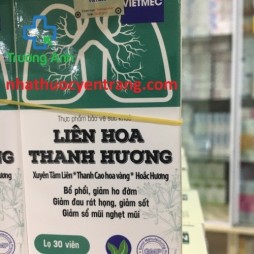 VIETMEC
Trường Anh
Thực phẩm bảo vệ sức khỏe
nhathuocyentrang.com
LIÊN HOA
THANH HƯƠNG
Xuyên Tâm Liên * Thanh Cao hoa vàng * Hoắc Hương
Bổ phổi, giảm ho đờm
Giảm đau rát họng, giảm sốt
Giảm sổ mũi nghẹt mũi
Lọ 30 viên
GMP